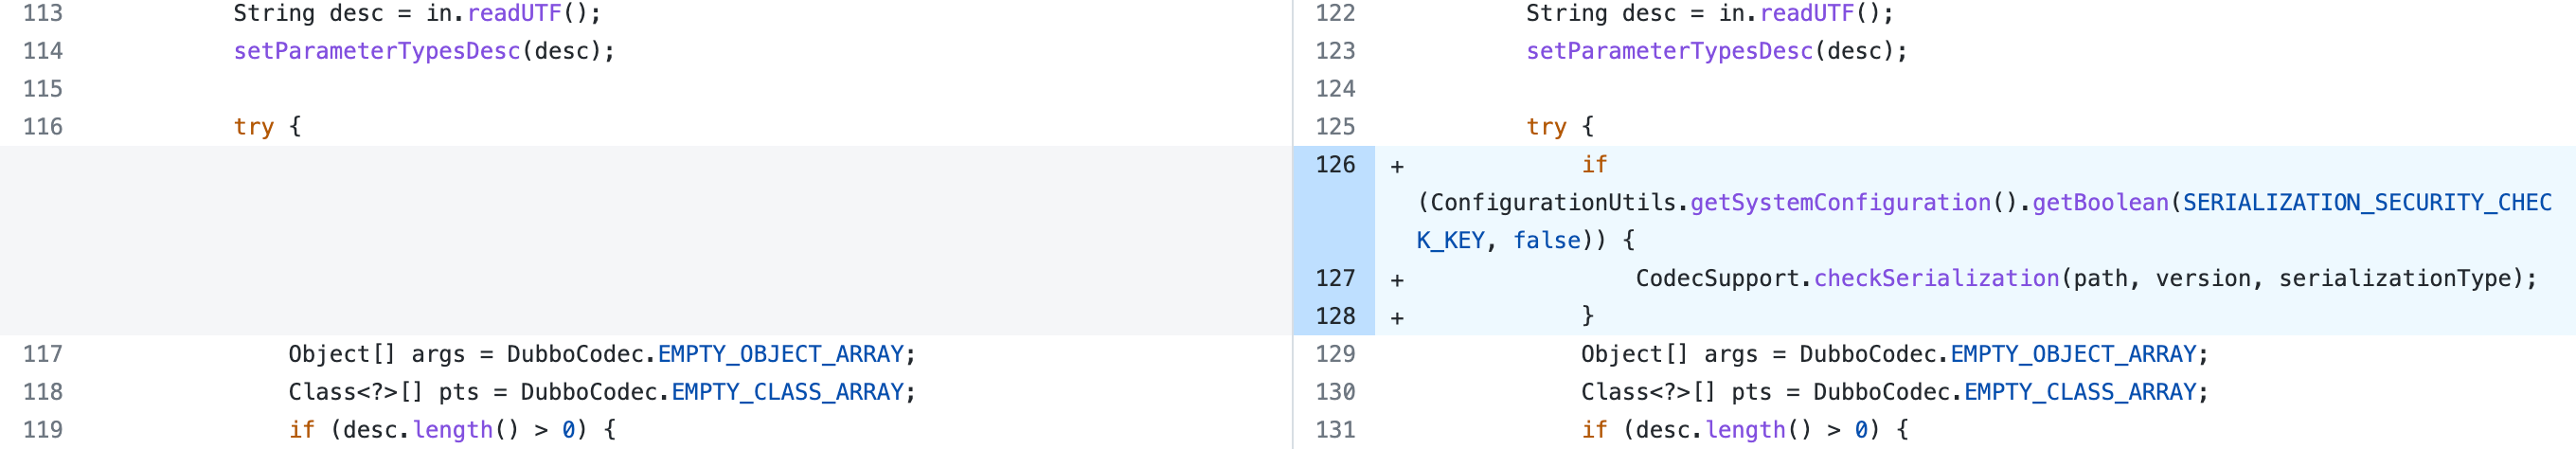 113 String desc = in.readUTF();
114 setParameterTypesDesc(desc);
115
116 try {
117 Object[] args = DubboCodec.EMPTY_OBJECT_ARRAY;
118 Class<?>[] pts = DubboCodec.EMPTY_CLASS_ARRAY;
119 if (desc.length() > 0) {
122 String desc = in.readUTF();
123 setParameterTypesDesc(desc);
124
125 try {
126 + if
(ConfigurationUtils.getSystemConfiguration().getBoolean(SERIALIZATION_SECURITY_CHEC
K_KEY, false)) {
127 + CodecSupport.checkSerialization(path, version, serializationType);
128 + }
129 Object[] args = DubboCodec.EMPTY_OBJECT_ARRAY;
130 Class<?>[] pts = DubboCodec.EMPTY_CLASS_ARRAY;
131 if (desc.length() > 0) {